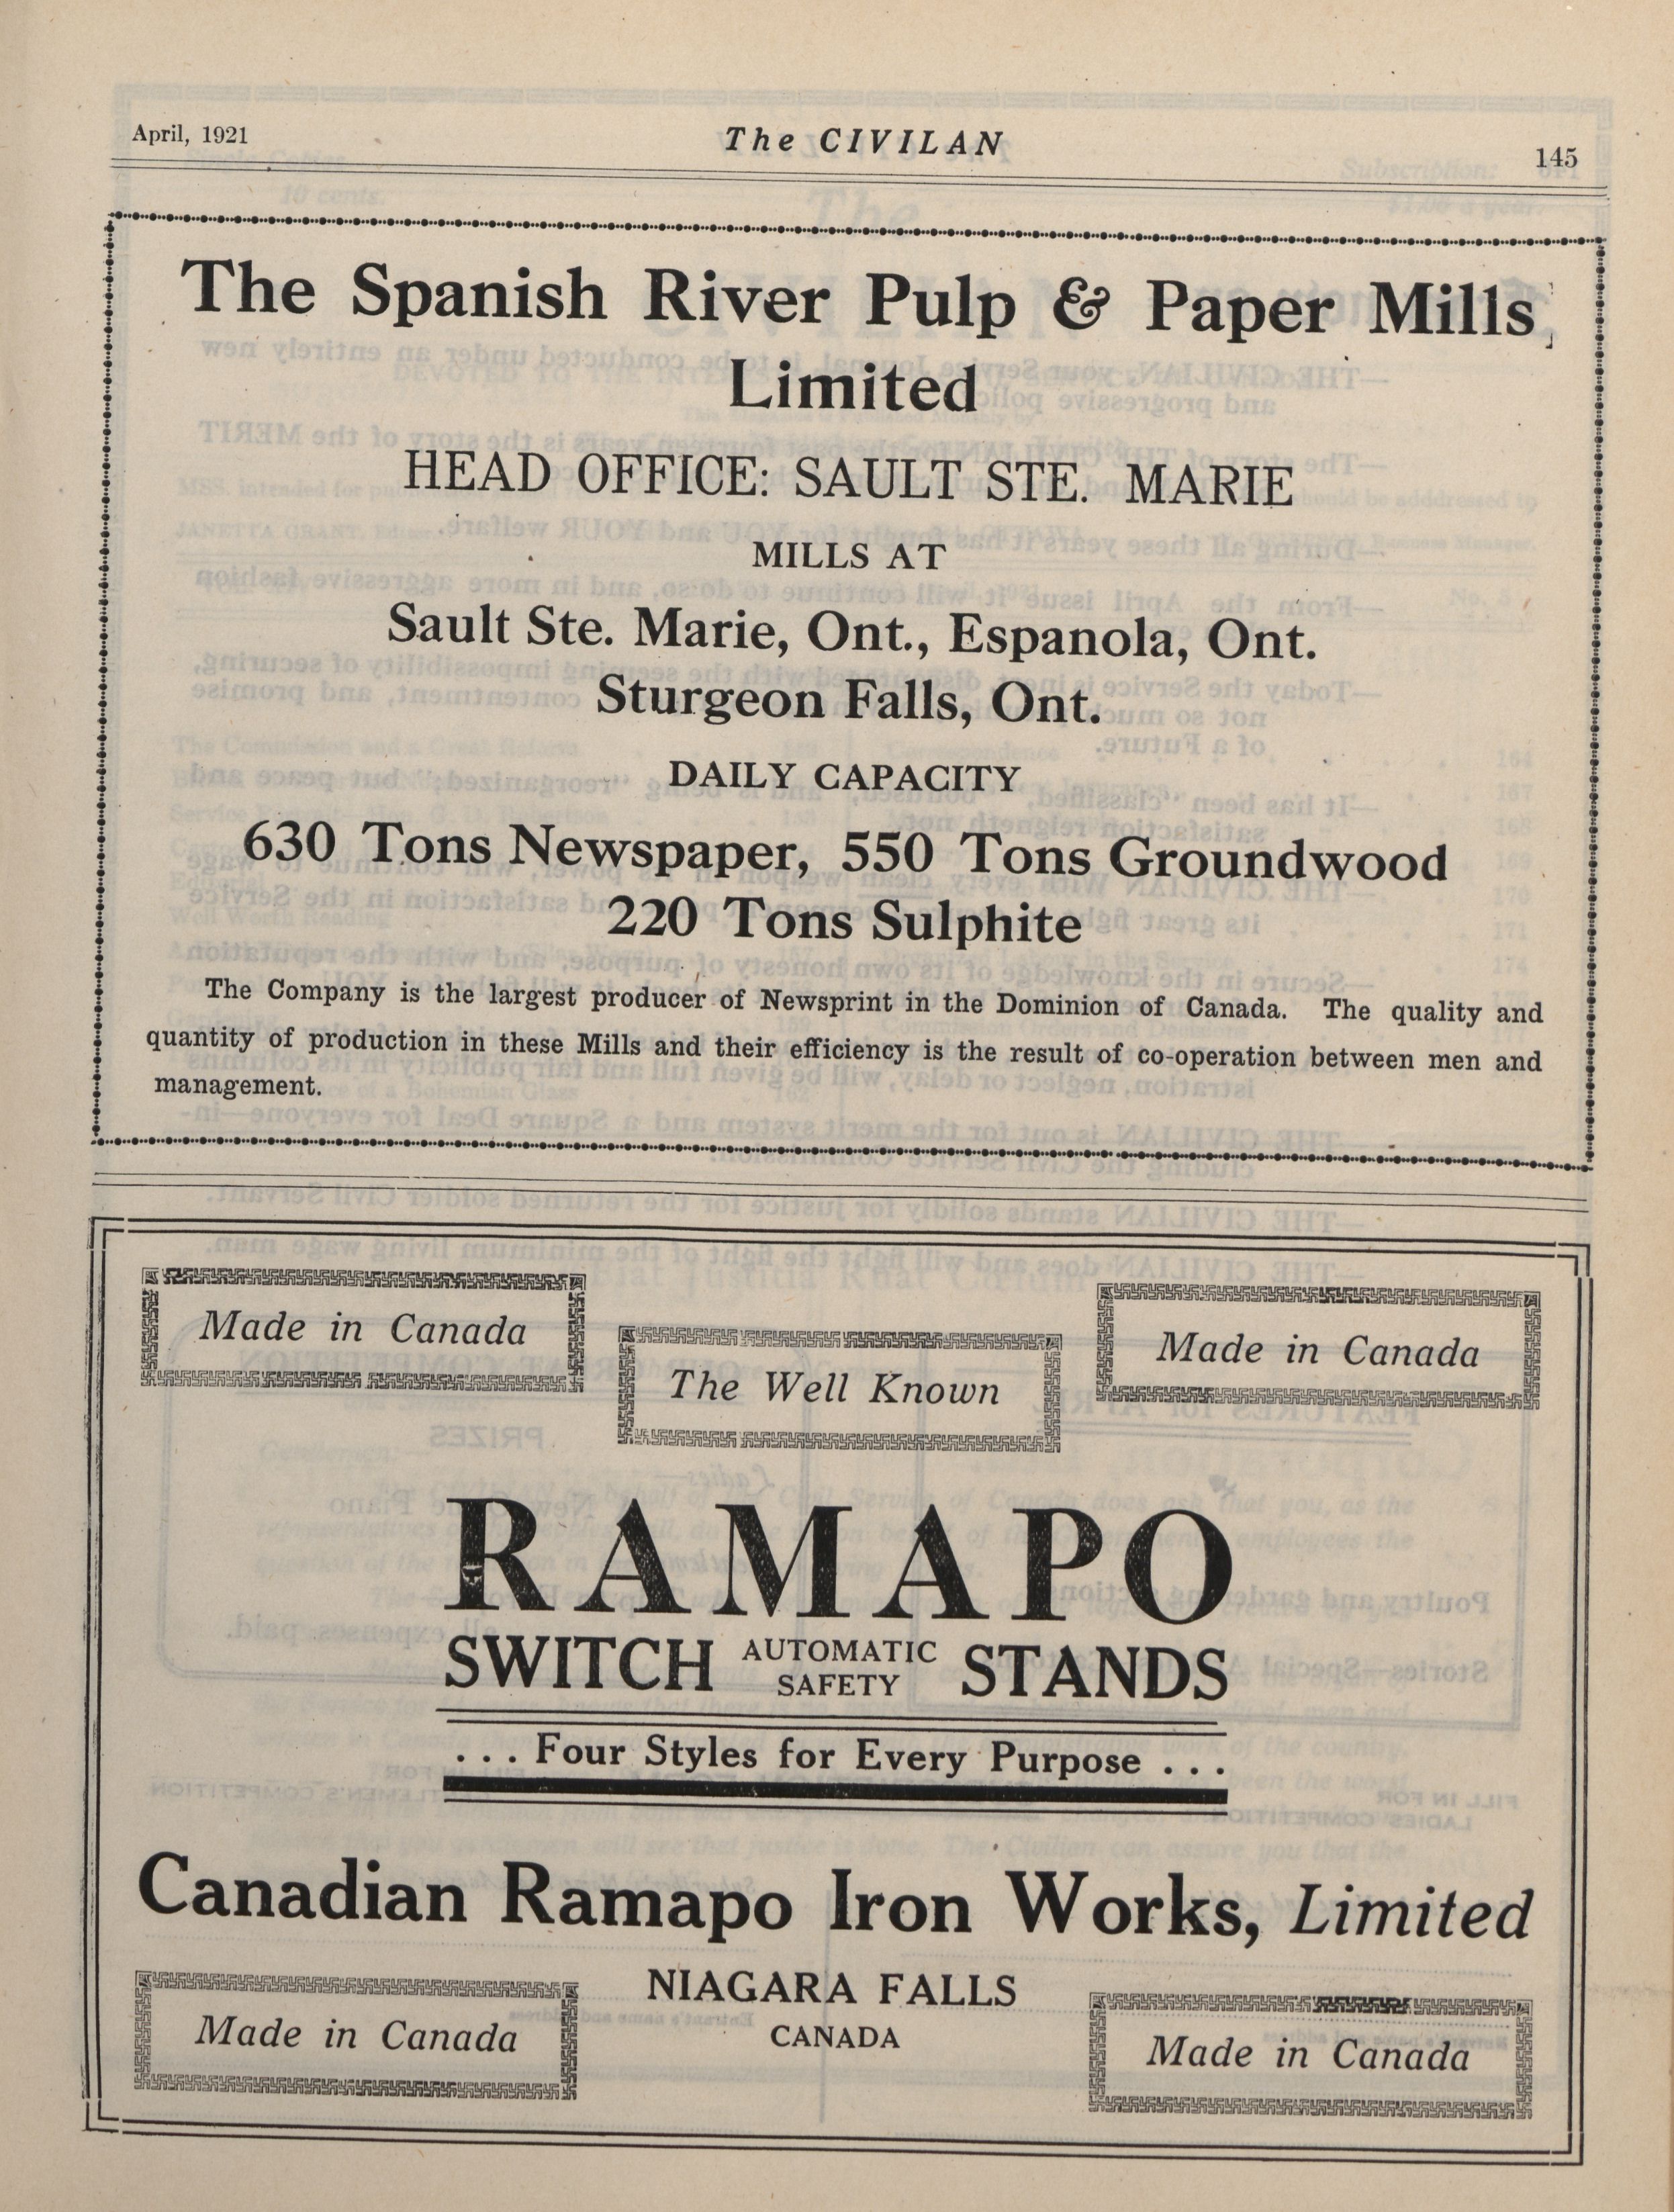 April, 1921
The CIVILAN
145
The Spanish River Pulp & Paper Mills,
Limited
HEAD OFFICE: SAULT STE. MARIE
MILLS AT
Sault Ste. Marie, Ont., Espanola, Ont.
Sturgeon Falls, Ont.
DAILY CAPACITY
630 Tons Newspaper, 550 Tons Groundwood
220 Tons Sulphite
The Company is the largest producer of Newsprint in the Dominion of Canada. The quality and
quantity of production in these Mills and their efficiency is the result of co-operation between men and
management.
Made in Canada
The Well Known
Made in Canada
RAMAPO
SWITCH AUTOMATIC SAFETY STANDS
... Four Styles for Every Purpose ...
Canadian Ramapo Iron Works, Limited
NIAGARA FALLS
CANADA
Made in Canada
Made in Canada